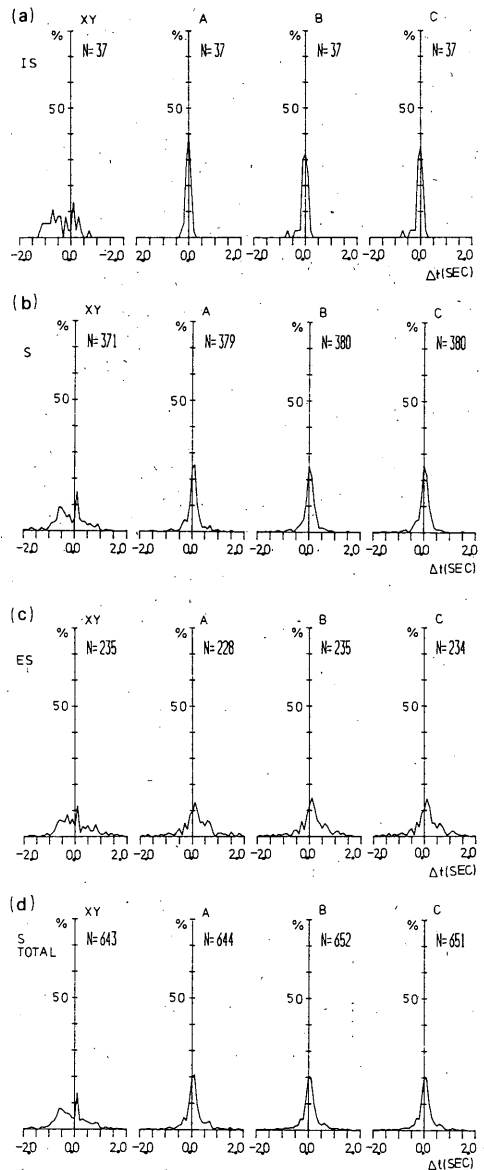 (a) XY A B C
IS % N=37 % N=37 % N=37 % N=37
50 50 50 50
-2.0 0.0 2.0 -2.0 0.0 2.0 -2.0 0.0 2.0 -2.0 0.0 2.0
Δt(SEC)
(b) XY A B C
S % N=371 % N=379 % N=380 % N=380
50 50 50 50
-2.0 0.0 2.0 -2.0 0.0 2.0 -2.0 0.0 2.0 -2.0 0.0 2.0
Δt(SEC)
(c) XY A B C
ES % N=235 % N=228 % N=235 % N=234
50 50 50 50
-2.0 0.0 2.0 -2.0 0.0 2.0 -2.0 0.0 2.0 -2.0 0.0 2.0
Δt(SEC)
(d) XY A B C
S % N=643 % N=644 % N=652 % N=651
TOTAL
50 50 50 50
-2.0 0.0 2.0 -2.0 0.0 2.0 -2.0 0.0 2.0 -2.0 0.0 2.0
Δt(SEC)